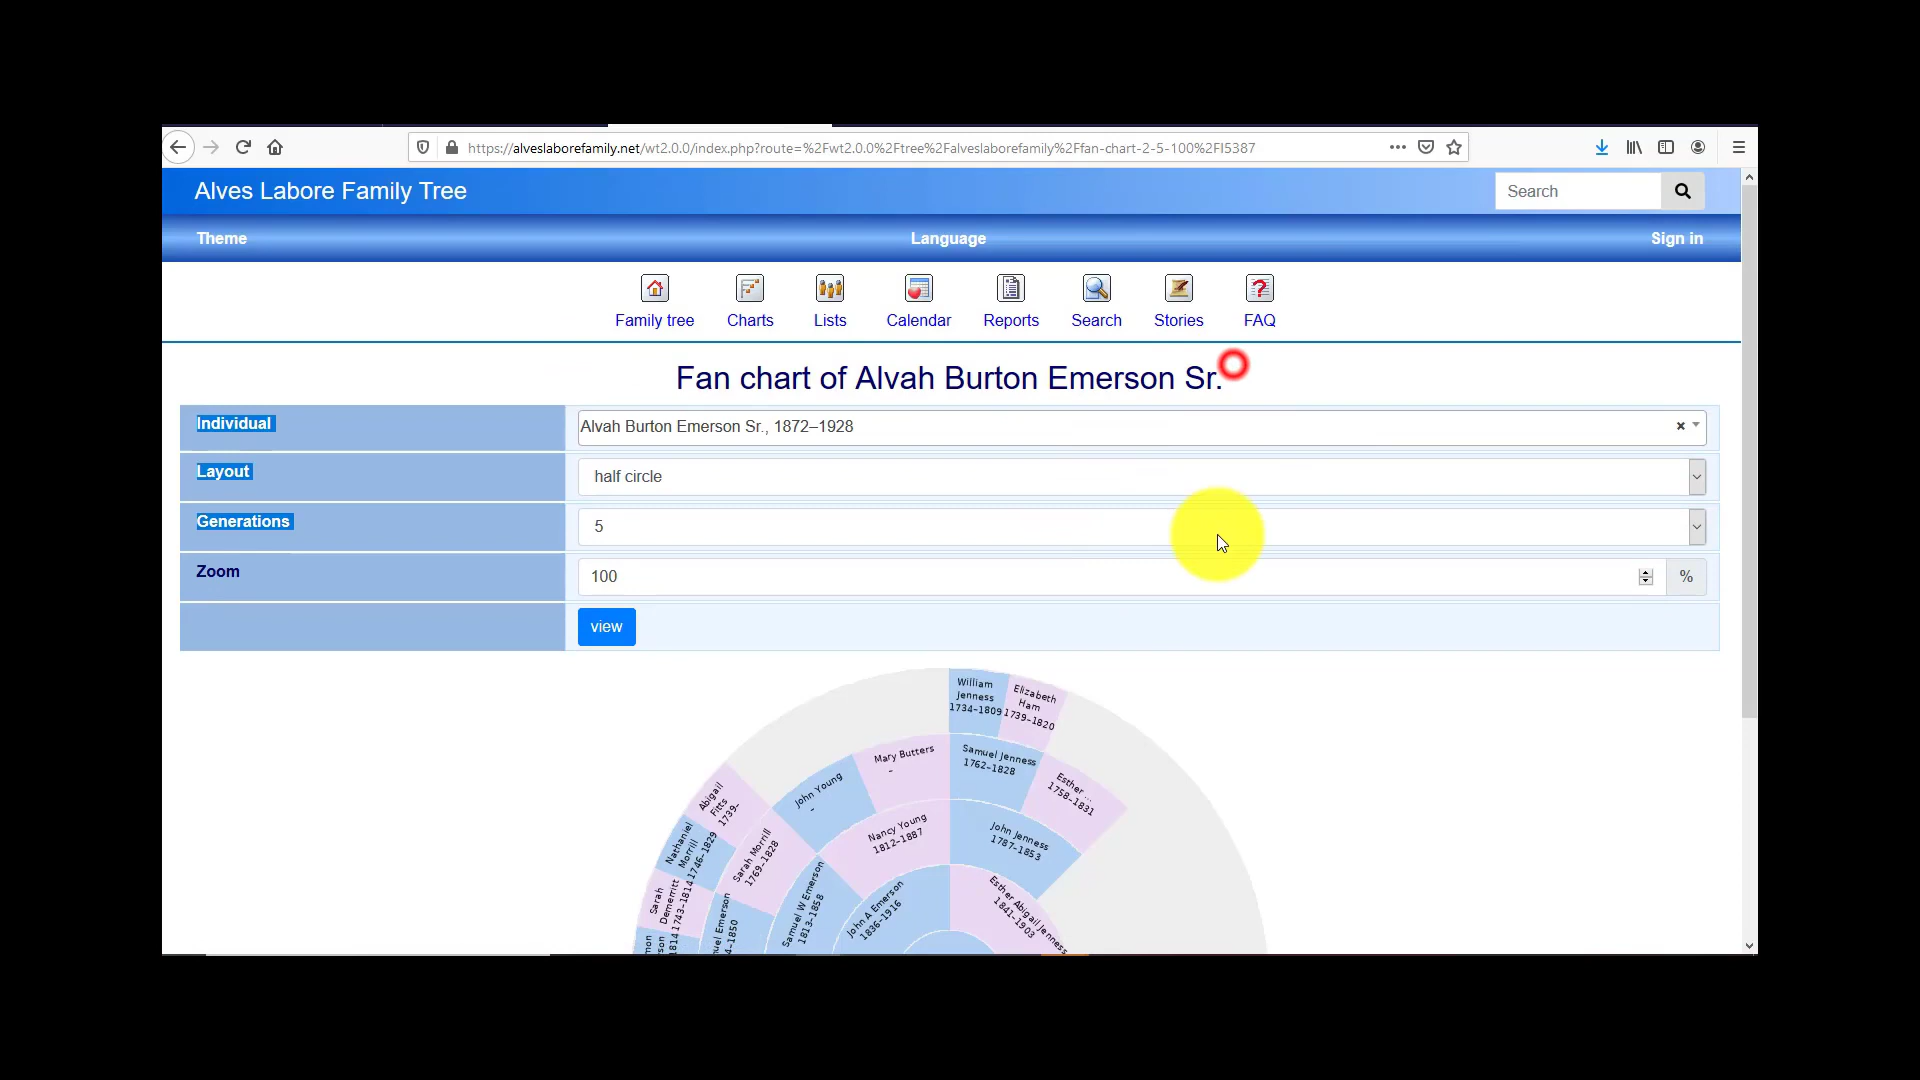 https://alveslaborefamily.net/wt2.0.0/index.php?route=%2Fwt2.0.0%2Ftree%2Falveslaborefamily%2Ffan-chart-2-5-100%2FI5387
Alves Labore Family Tree
Search
Theme
Language
Sign in
Family tree
Charts
Lists
Calendar
Reports
Search
Stories
FAQ
Fan chart of Alvah Burton Emerson Sr.
Individual
Alvah Burton Emerson Sr., 1872–1928
Layout
half circle
Generations
5
Zoom
100
%
view
William
Jenness
1734–1809
Elizabeth
Ham
1739–1820
Mary Butters
–
Samuel Jenness
1762–1828
John Young
–
Esther ...
1758–1831
Abigail
Fitts
1739–
Nathaniel
Morrill
1746–1829
Sarah Morrill
1769–1828
Nancy Young
1812–1887
John Jenness
1787–1853
Sarah
Demerritt
1743–1814
Samuel W Emerson
1813–1858
John A Emerson
1836–1916
Esther Abigail Jenness
1841–1903
Emerson
1850
1814